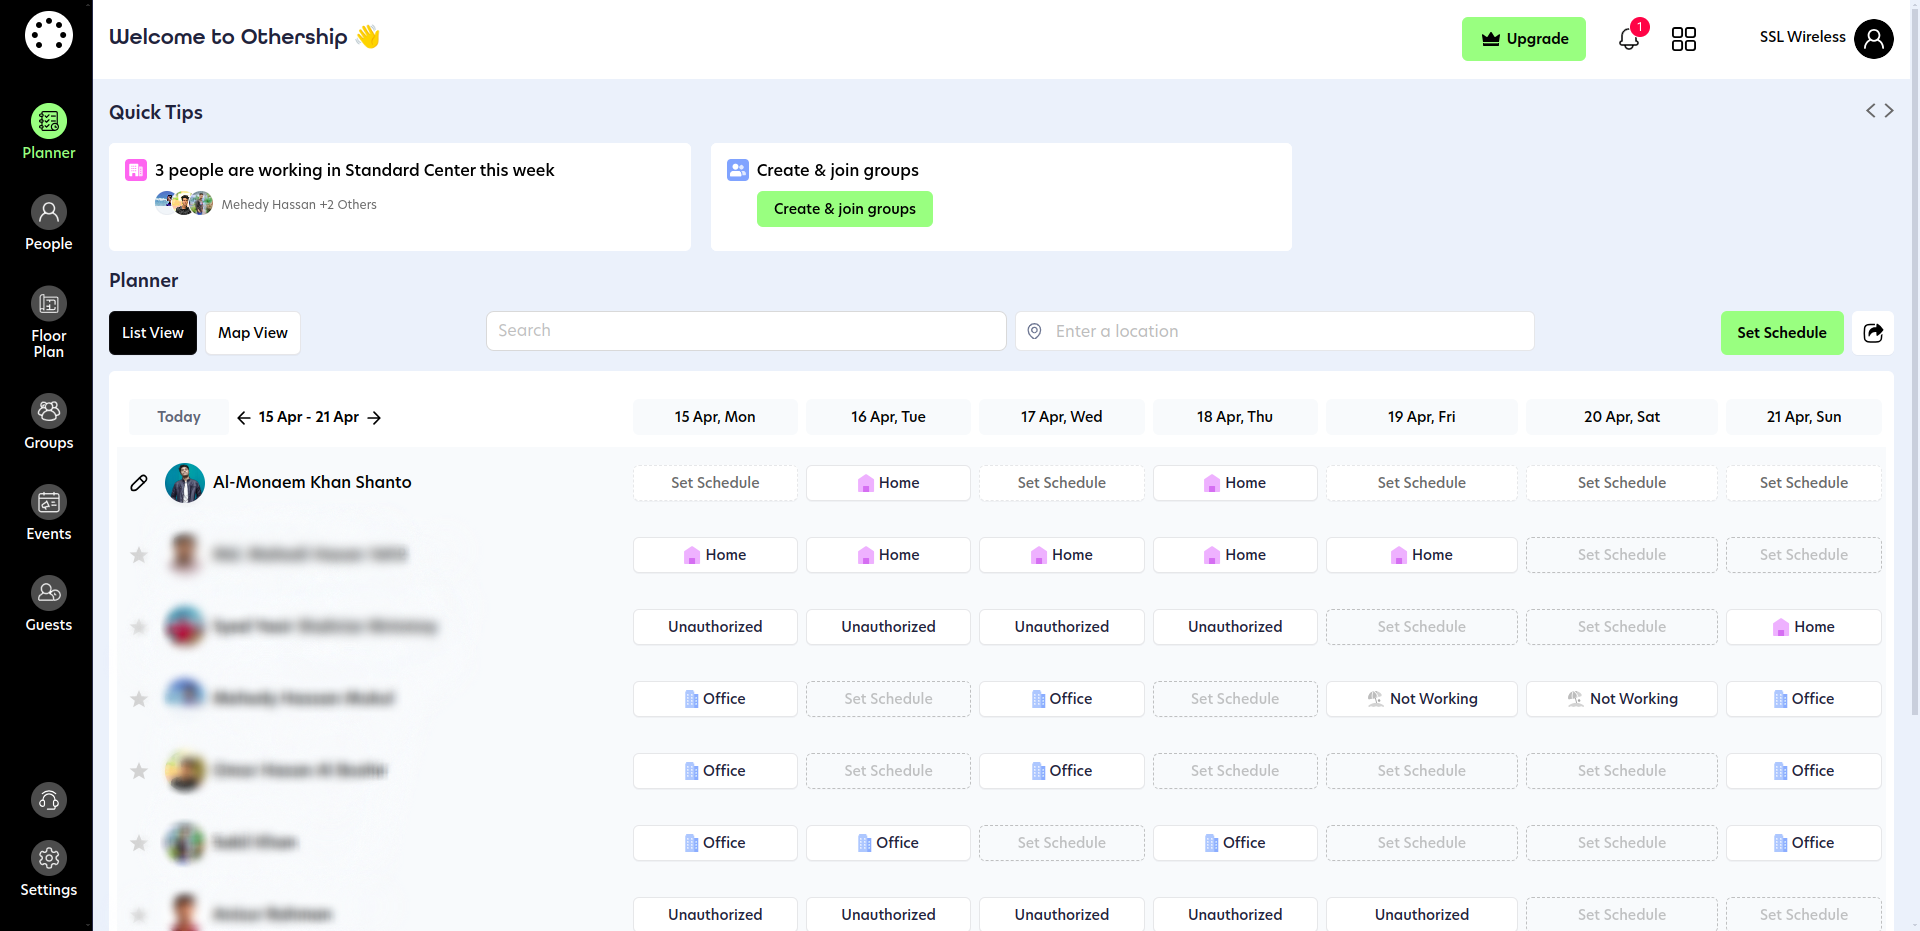 Welcome to Othership 👋
Upgrade
1
SSL Wireless
Planner
People
Floor
Plan
Groups
Events
Guests
Settings
Quick Tips
3 people are working in Standard Center this week
Mehedy Hassan +2 Others
Create & join groups
Create & join groups
Planner
List View
Map View
Search
Enter a location
Set Schedule
Today
15 Apr - 21 Apr
15 Apr, Mon
16 Apr, Tue
17 Apr, Wed
18 Apr, Thu
19 Apr, Fri
20 Apr, Sat
21 Apr, Sun
Al-Monaem Khan Shanto
Set Schedule
Home
Set Schedule
Home
Set Schedule
Set Schedule
Set Schedule
Home
Home
Home
Home
Home
Set Schedule
Set Schedule
Unauthorized
Unauthorized
Unauthorized
Unauthorized
Set Schedule
Set Schedule
Home
Office
Set Schedule
Office
Set Schedule
Not Working
Not Working
Office
Office
Set Schedule
Office
Set Schedule
Set Schedule
Set Schedule
Office
Office
Office
Set Schedule
Office
Set Schedule
Set Schedule
Office
Unauthorized
Unauthorized
Unauthorized
Unauthorized
Unauthorized
Set Schedule
Set Schedule